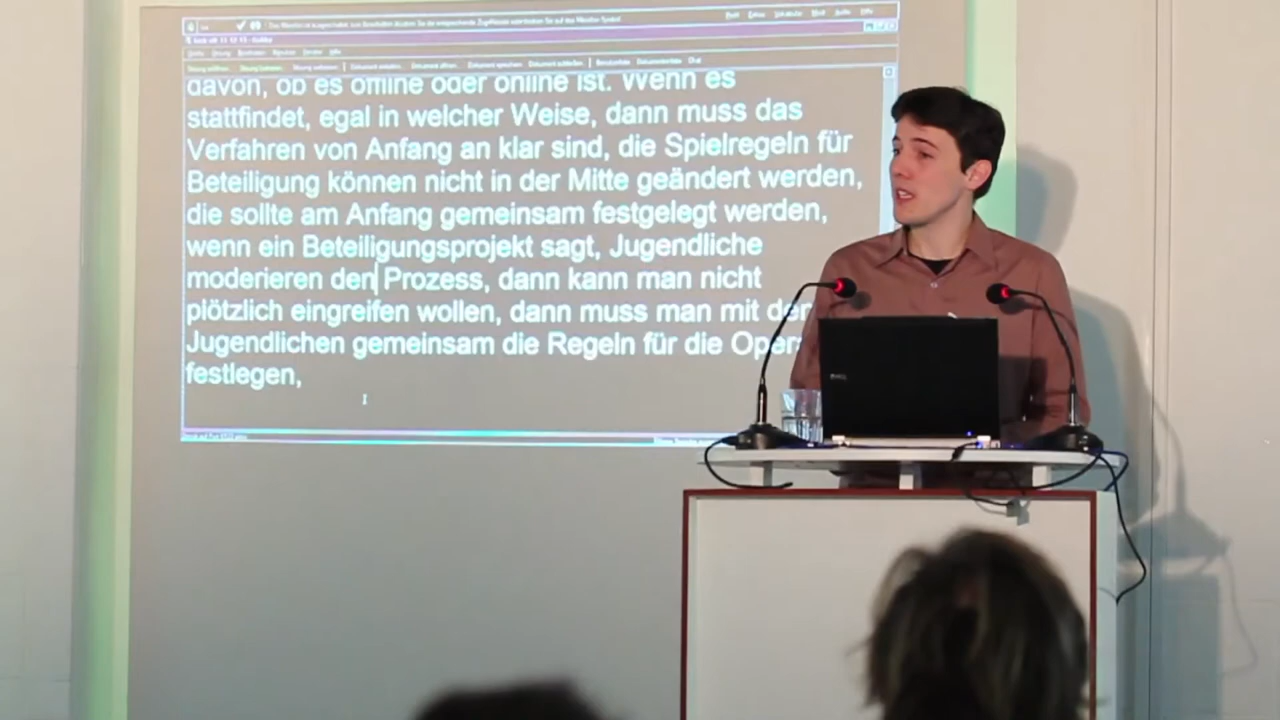 davon, ob es offline oder online ist. Wenn es
stattfindet, egal in welcher Weise, dann muss das
Verfahren von Anfang an klar sind, die Spielregeln für
Beteiligung können nicht in der Mitte geändert werden,
die sollte am Anfang gemeinsam festgelegt werden,
wenn ein Beteiligungsprojekt sagt, Jugendliche
moderieren den Prozess, dann kann man nicht
plötzlich eingreifen wollen, dann muss man mit den
Jugendlichen gemeinsam die Regeln für die
festlegen,
DELL